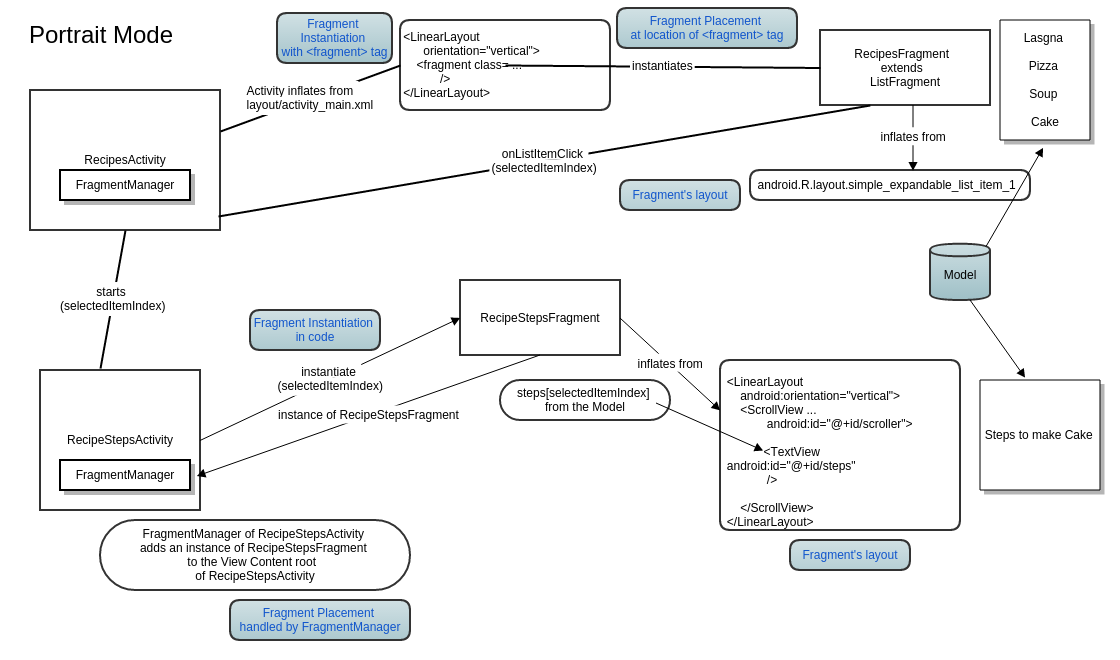 Portrait Mode
Fragment
Instantiation
with <fragment> tag
<LinearLayout
orientation="vertical">
<fragment class= ...
/>
</LinearLayout>
Fragment Placement
at location of <fragment> tag
instantiates
RecipesFragment
extends
ListFragment
Lasgna
Pizza
Soup
Cake
Activity inflates from
layout/activity_main.xml
RecipesActivity
FragmentManager
onListItemClick
(selectedItemIndex)
inflates from
Fragment's layout
android.R.layout.simple_expandable_list_item_1
Model
starts
(selectedItemIndex)
Fragment Instantiation
in code
RecipeStepsFragment
instantiate
(selectedItemIndex)
instance of RecipeStepsFragment
inflates from
steps[selectedItemIndex]
from the Model
RecipeStepsActivity
FragmentManager
<LinearLayout
android:orientation="vertical">
<ScrollView ...
android:id="@+id/scroller">
<TextView
android:id="@+id/steps"
/>
</ScrollView>
</LinearLayout>
Steps to make Cake
FragmentManager of RecipeStepsActivity
adds an instance of RecipeStepsFragment
to the View Content root
of RecipeStepsActivity
Fragment's layout
Fragment Placement
handled by FragmentManager